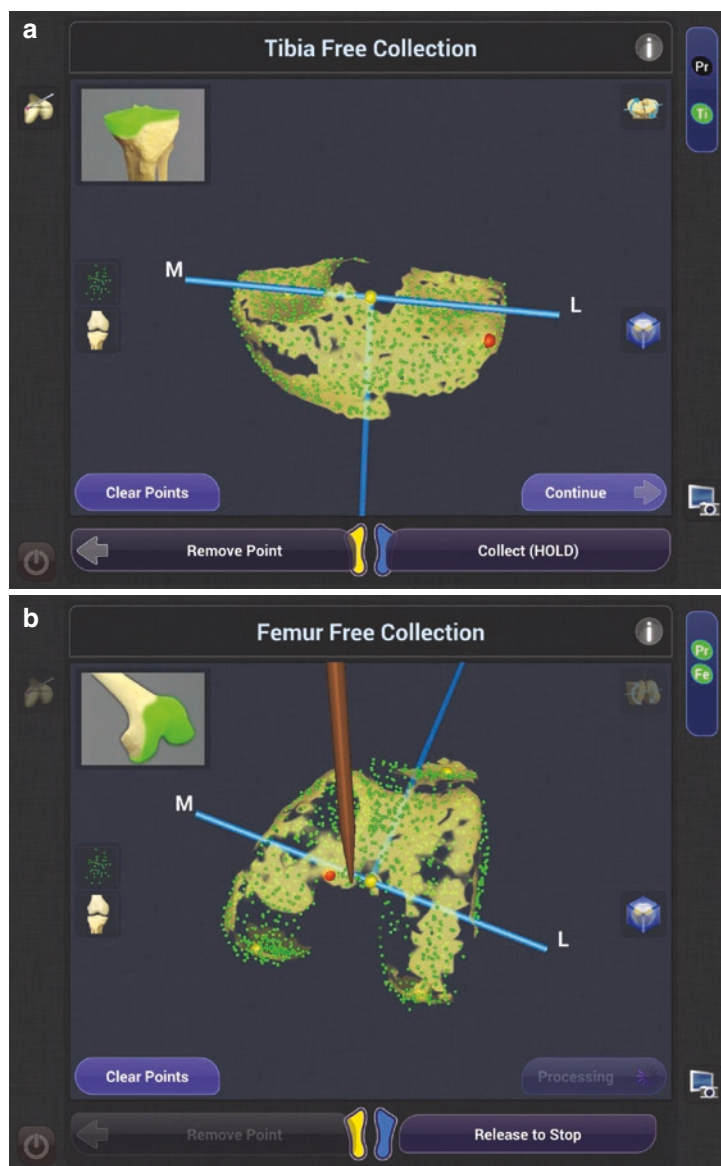 a
Tibia Free Collection
i
Pr
Ti
M
L
Clear Points
Continue
Remove Point
Collect (HOLD)
b
Femur Free Collection
i
Pr
Fe
M
L
Clear Points
Processing
Remove Point
Release to Stop